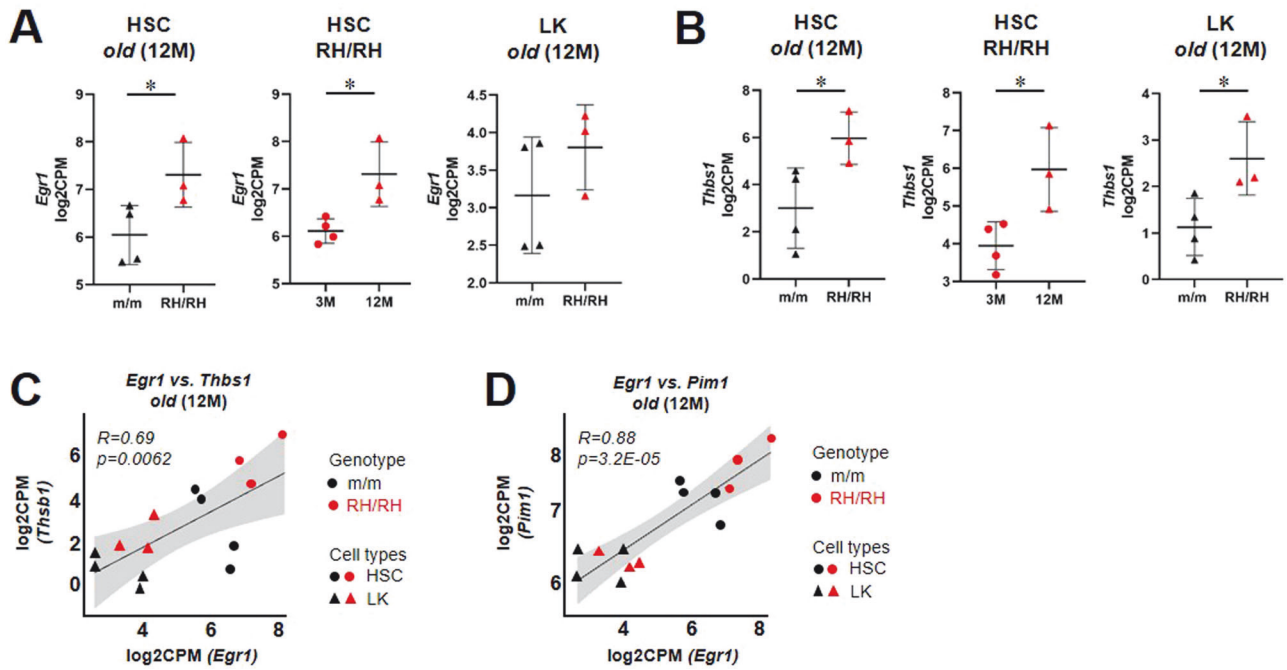 A
HSC
old (12M)
*
9
8
7
6
5
Egr1
log2CPM
m/m RH/RH
HSC
RH/RH
*
9
8
7
6
5
Egr1
log2CPM
3M 12M
LK
old (12M)
4.5
4.0
3.5
3.0
2.5
2.0
Egr1
log2CPM
m/m RH/RH
B
HSC
old (12M)
*
8
6
4
2
0
Thbs1
log2CPM
m/m RH/RH
HSC
RH/RH
*
8
7
6
5
4
3
Thbs1
log2CPM
3M 12M
LK
old (12M)
*
4
3
2
1
0
Thbs1
log2CPM
m/m RH/RH
C
Egr1 vs. Thbs1
old (12M)
R=0.69
p=0.0062
6
4
2
0
log2CPM
(Thsb1)
4 6 8
log2CPM (Egr1)
Genotype
m/m
RH/RH
Cell types
HSC
LK
D
Egr1 vs. Pim1
old (12M)
R=0.88
p=3.2E-05
8
7
6
log2CPM
(Pim1)
4 6 8
log2CPM (Egr1)
Genotype
m/m
RH/RH
Cell types
HSC
LK